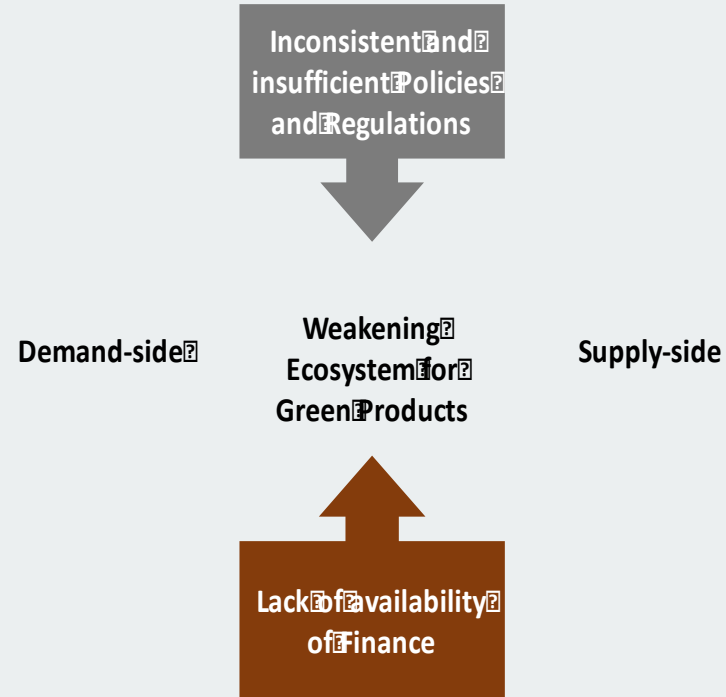 Inconsistent and
insufficient Policies
and Regulations
Demand-side
Weakening
Ecosystem for
Green Products
Supply-side
Lack of availability
of Finance